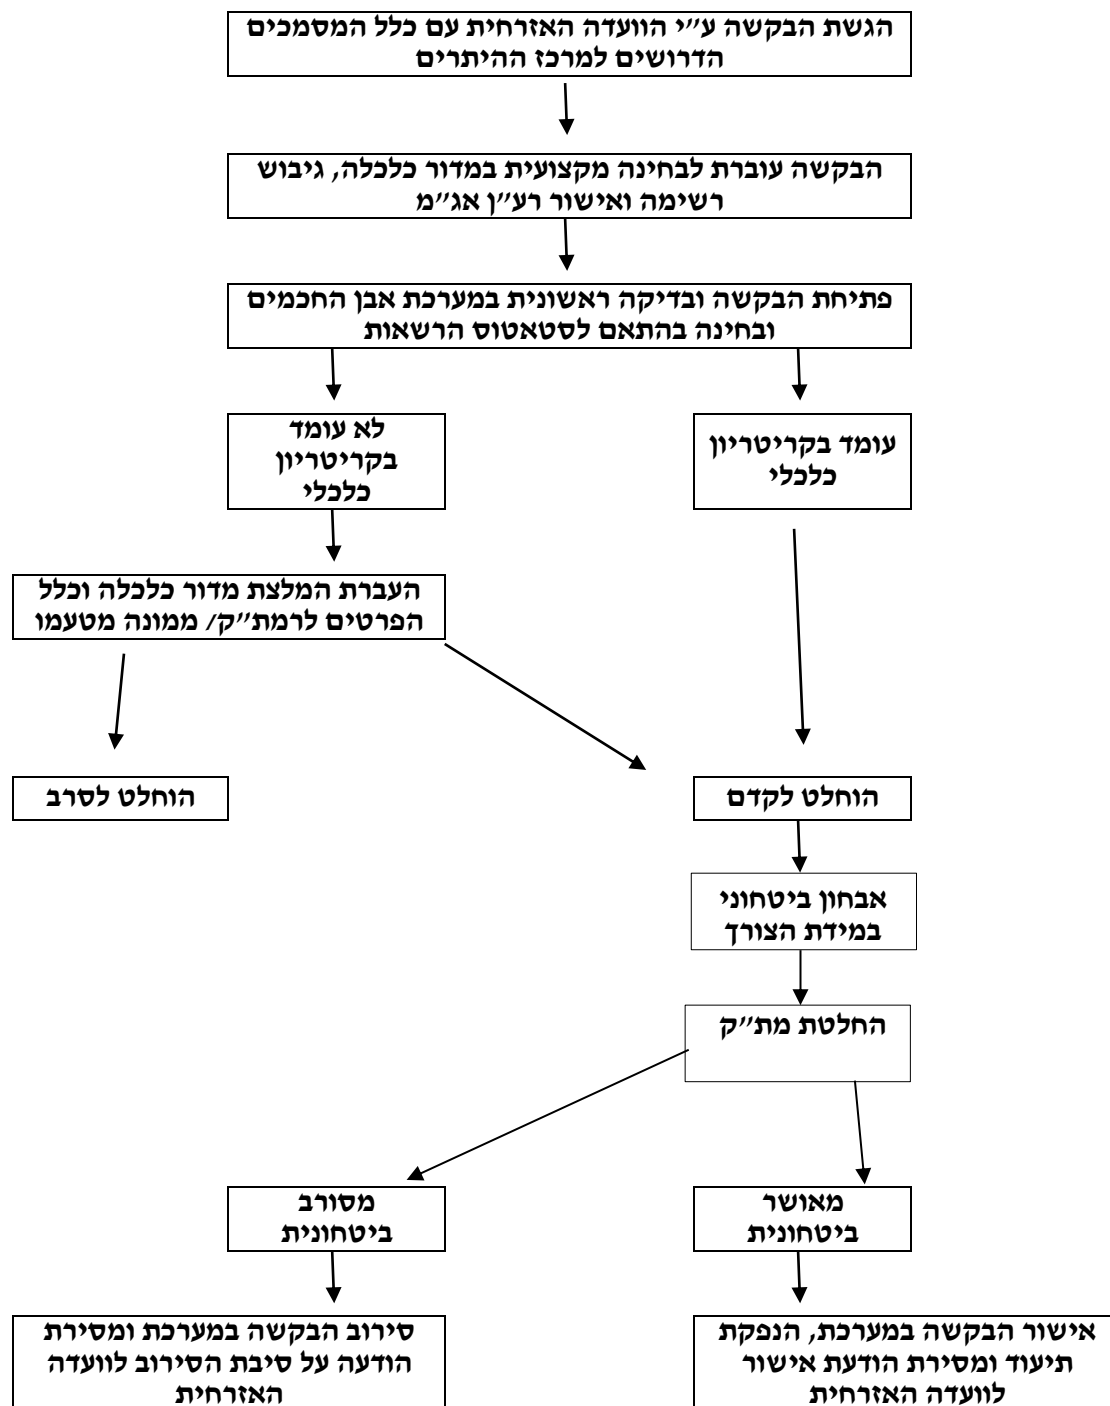 הגשת הבקשה ע״י הוועדה האזרחית עם כלל המסמכים
הדרושים למרכז ההיתרים
הבקשה עוברת לבחינה מקצועית במדור כלכלה, גיבוש
רשימה ואישור רע״ן אג״מ
פתיחת הבקשה ובדיקה ראשונית במערכת אבן החכמים
ובחינה בהתאם לסטאטוס הרשאות
עומד בקריטריון
כלכלי
לא עומד
בקריטריון
כלכלי
העברת המלצת מדור כלכלה וכלל
הפרטים לרמת״ק/ ממונה מטעמו
הוחלט לקדם
הוחלט לסרב
אבחון ביטחוני
במידת הצורך
החלטת מת״ק
מאושר
ביטחונית
מסורב
ביטחונית
אישור הבקשה במערכת, הנפקת
תיעוד ומסירת הודעת אישור
לוועדה האזרחית
סירוב הבקשה במערכת ומסירת
הודעה על סיבת הסירוב לוועדה
האזרחית